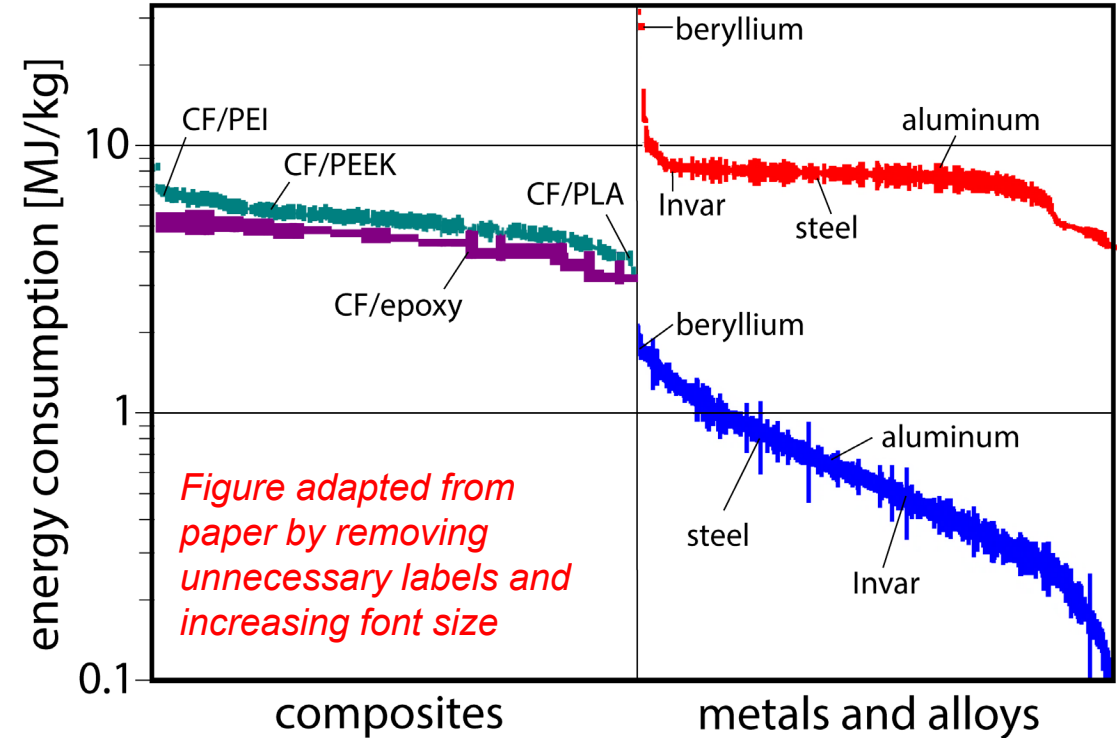 energy consumption [MJ/kg]
10
1
0.1
CF/PEI
CF/PEEK
CF/PLA
CF/epoxy
beryllium
aluminum
Invar
steel
beryllium
aluminum
steel
Invar
Figure adapted from
paper by removing
unnecessary labels and
increasing font size
composites
metals and alloys